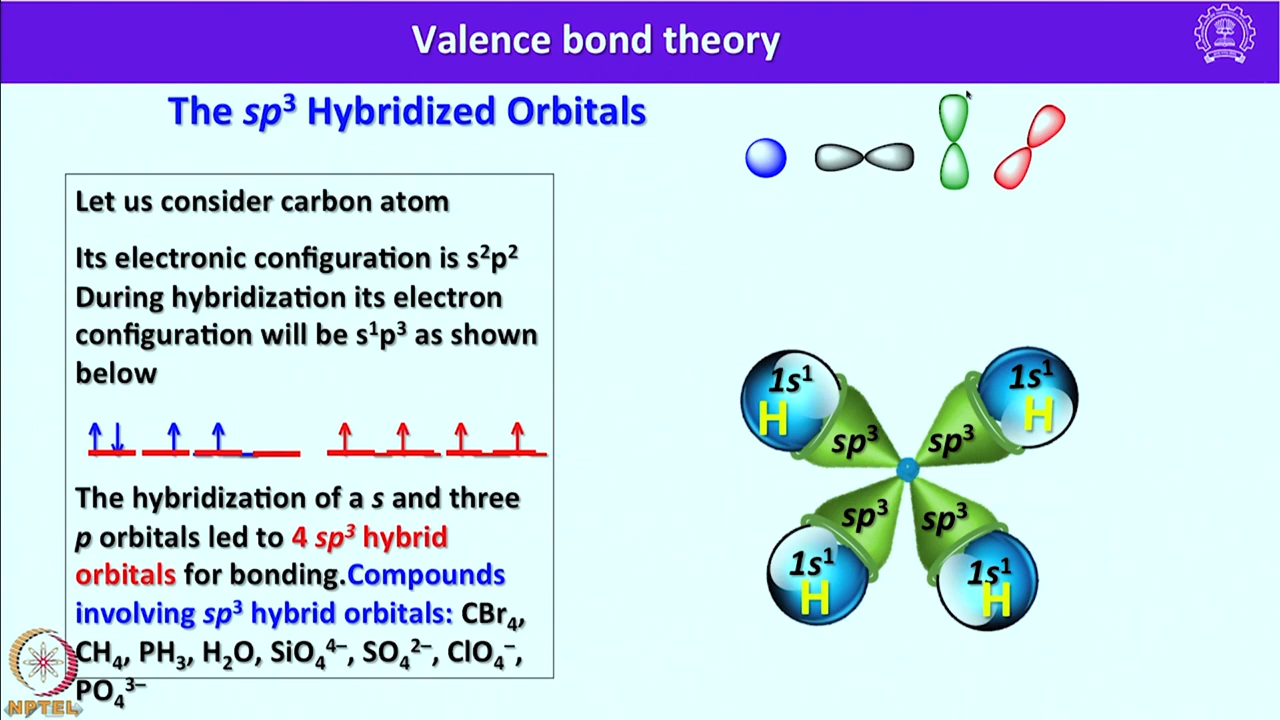 Valence bond theory
The sp³ Hybridized Orbitals
Let us consider carbon atom
Its electronic configuration is s²p²
During hybridization its electron
configuration will be s¹p³ as shown
below
The hybridization of a s and three
p orbitals led to 4 sp³ hybrid
orbitals for bonding.Compounds
involving sp³ hybrid orbitals: CBr₄,
CH₄, PH₃, H₂O, SiO₄⁴⁻, SO₄²⁻, ClO₄⁻,
PO₄³⁻
1s¹
H
sp³
1s¹
H
sp³
sp³
1s¹
H
sp³
1s¹
H
NPTEL